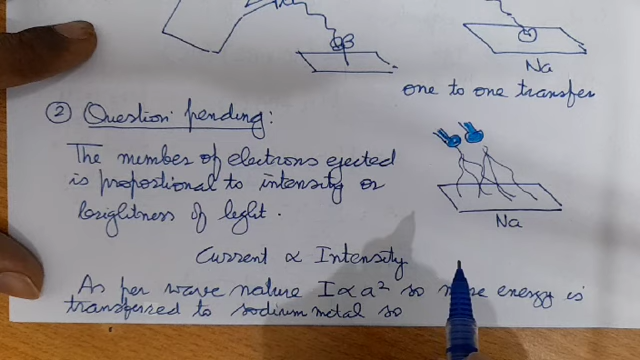 B
Na
one to one transfer
② Question pending:
The number of electrons ejected
is proportional to intensity or
brightness of light.
Na
Current ∝ Intensity
As per wave nature I ∝ a² so more energy is
transferred to sodium metal so